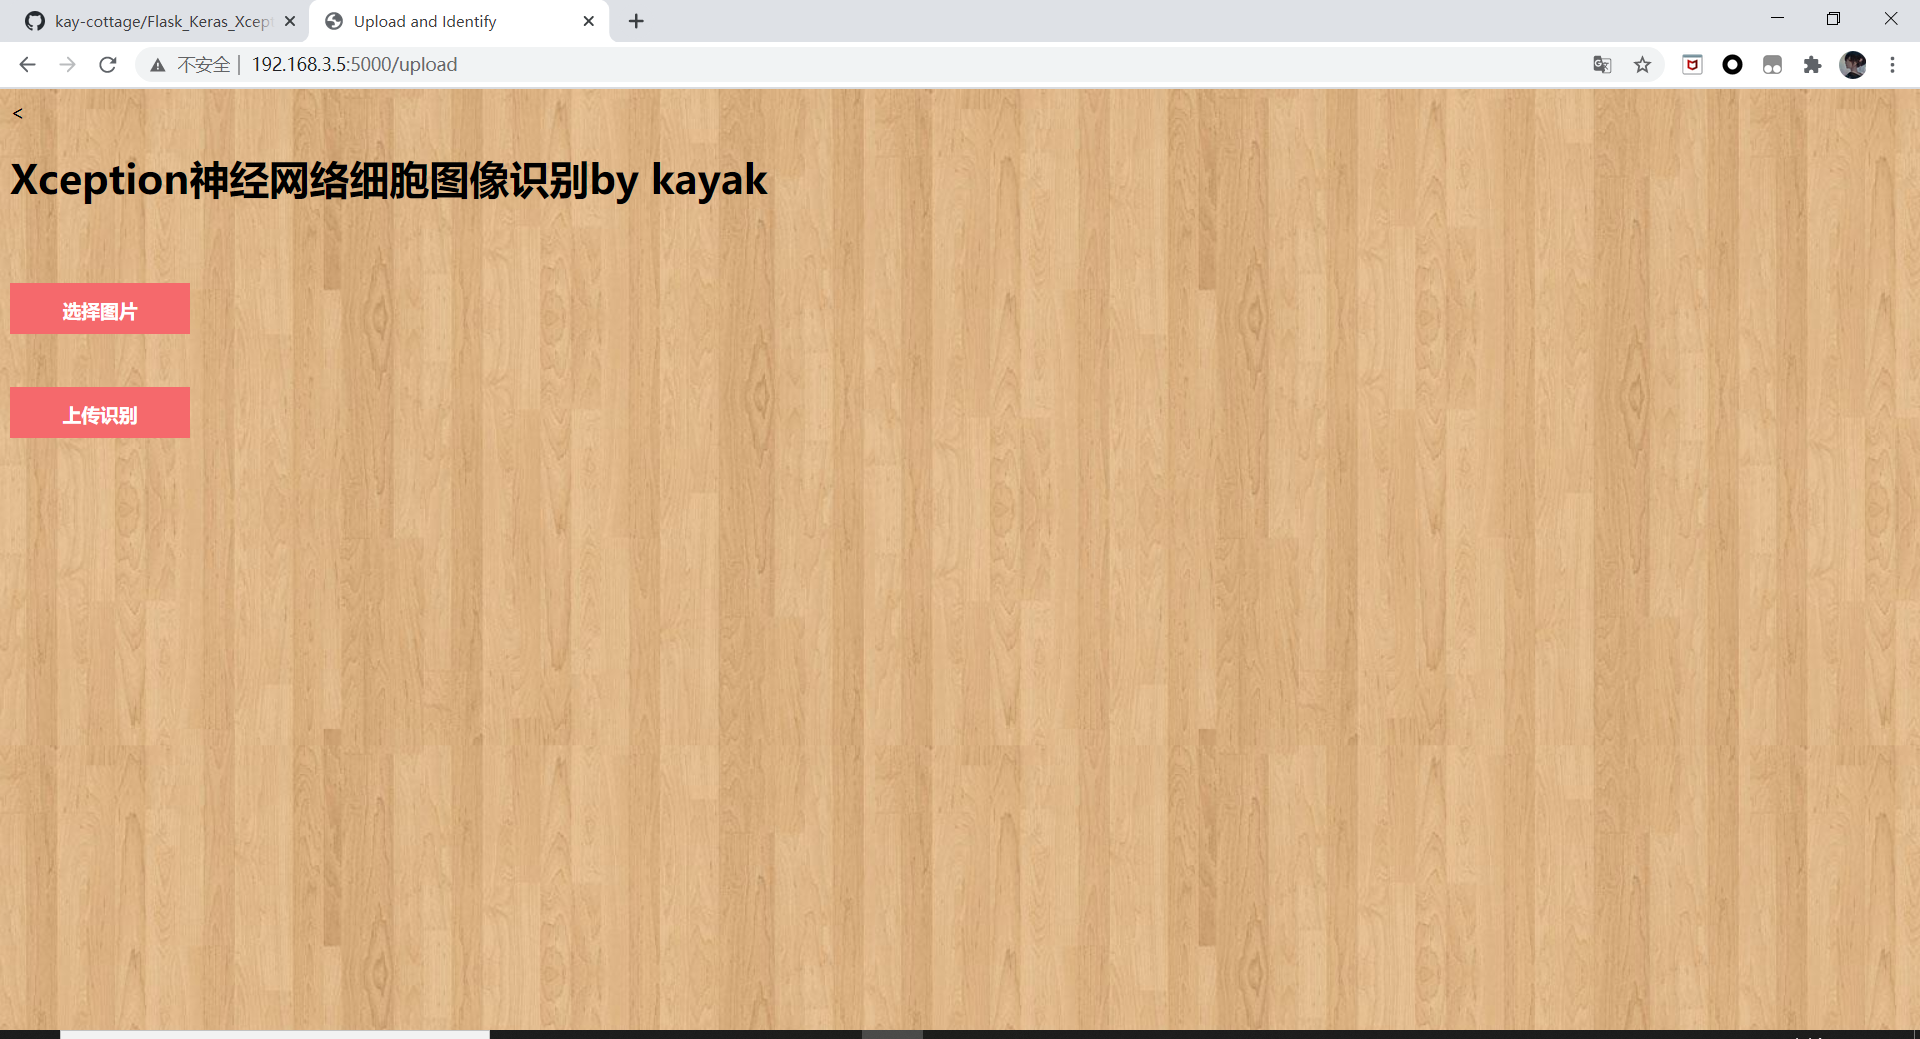 kay-cottage/Flask_Keras_Xcept
Upload and Identify
不安全 | 192.168.3.5:5000/upload
<
Xception神经网络细胞图像识别by kayak
选择图片
上传识别